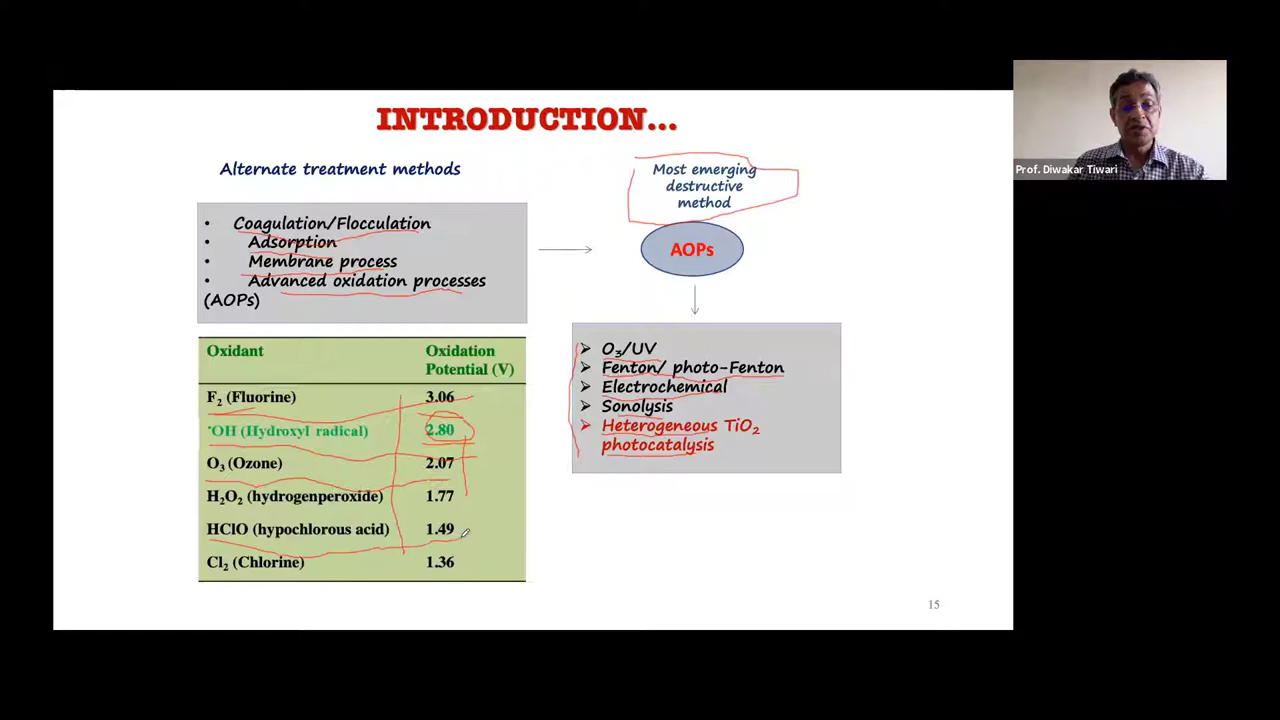 INTRODUCTION...
Alternate treatment methods
• Coagulation/Flocculation
• Adsorption
• Membrane process
• Advanced oxidation processes
(AOPs)
Most emerging
destructive
method
AOPs
➢ O₃/UV
➢ Fenton/ photo-Fenton
➢ Electrochemical
➢ Sonolysis
➢ Heterogeneous TiO₂
photocatalysis
Oxidant Oxidation
Potential (V)
F₂ (Fluorine) 3.06
•OH (Hydroxyl radical) 2.80
O₃ (Ozone) 2.07
H₂O₂ (hydrogenperoxide) 1.77
HClO (hypochlorous acid) 1.49
Cl₂ (Chlorine) 1.36
15
Prof. Diwakar Tiwari